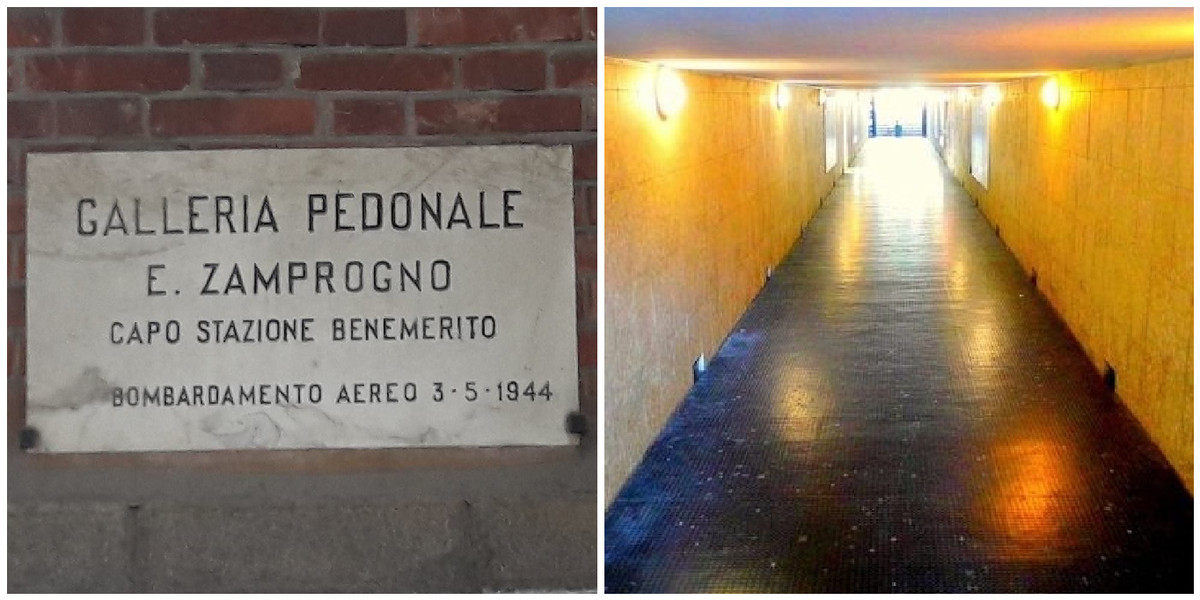 GALLERIA PEDONALE
E. ZAMPROGNO
CAPO STAZIONE BENEMERITO
BOMBARDAMENTO AEREO 3·5·1944